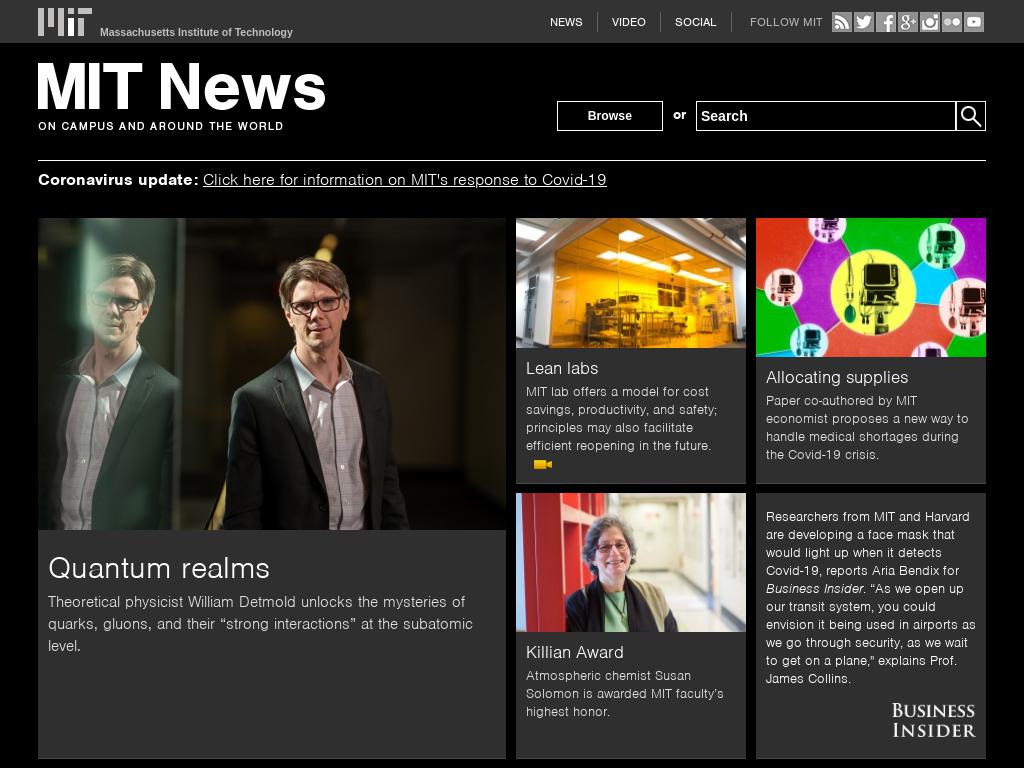 Massachusetts Institute of Technology
NEWS
VIDEO
SOCIAL
FOLLOW MIT
MIT News
ON CAMPUS AND AROUND THE WORLD
Browse
or
Search
Coronavirus update: Click here for information on MIT's response to Covid-19
Quantum realms
Theoretical physicist William Detmold unlocks the mysteries of
quarks, gluons, and their “strong interactions” at the subatomic
level.
Lean labs
MIT lab offers a model for cost
savings, productivity, and safety;
principles may also facilitate
efficient reopening in the future.
Allocating supplies
Paper co-authored by MIT
economist proposes a new way to
handle medical shortages during
the Covid-19 crisis.
Killian Award
Atmospheric chemist Susan
Solomon is awarded MIT faculty’s
highest honor.
Researchers from MIT and Harvard
are developing a face mask that
would light up when it detects
Covid-19, reports Aria Bendix for
Business Insider. “As we open up
our transit system, you could
envision it being used in airports as
we go through security, as we wait
to get on a plane,” explains Prof.
James Collins.
BUSINESS
INSIDER